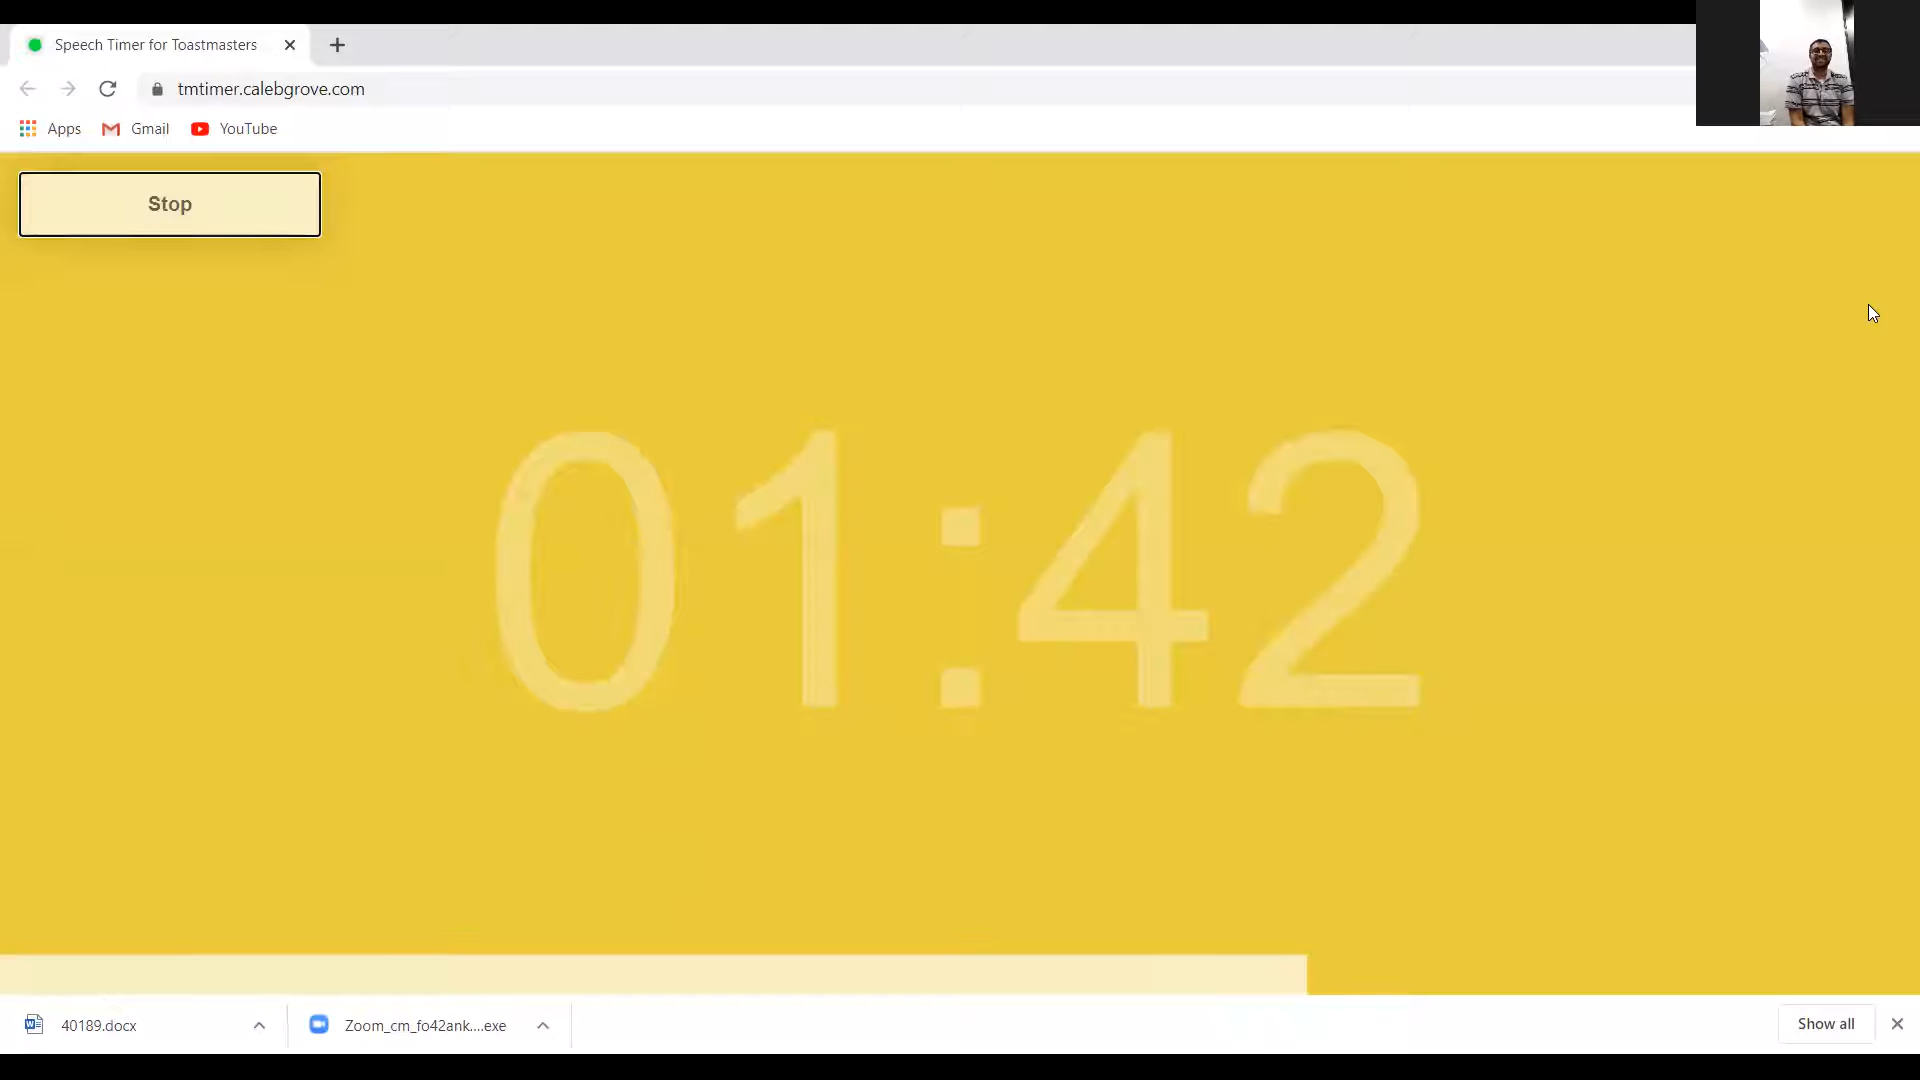 Speech Timer for Toastmasters
tmtimer.calebgrove.com
Apps Gmail YouTube
Stop
01:42
40189.docx Zoom_cm_fo42ank....exe Show all